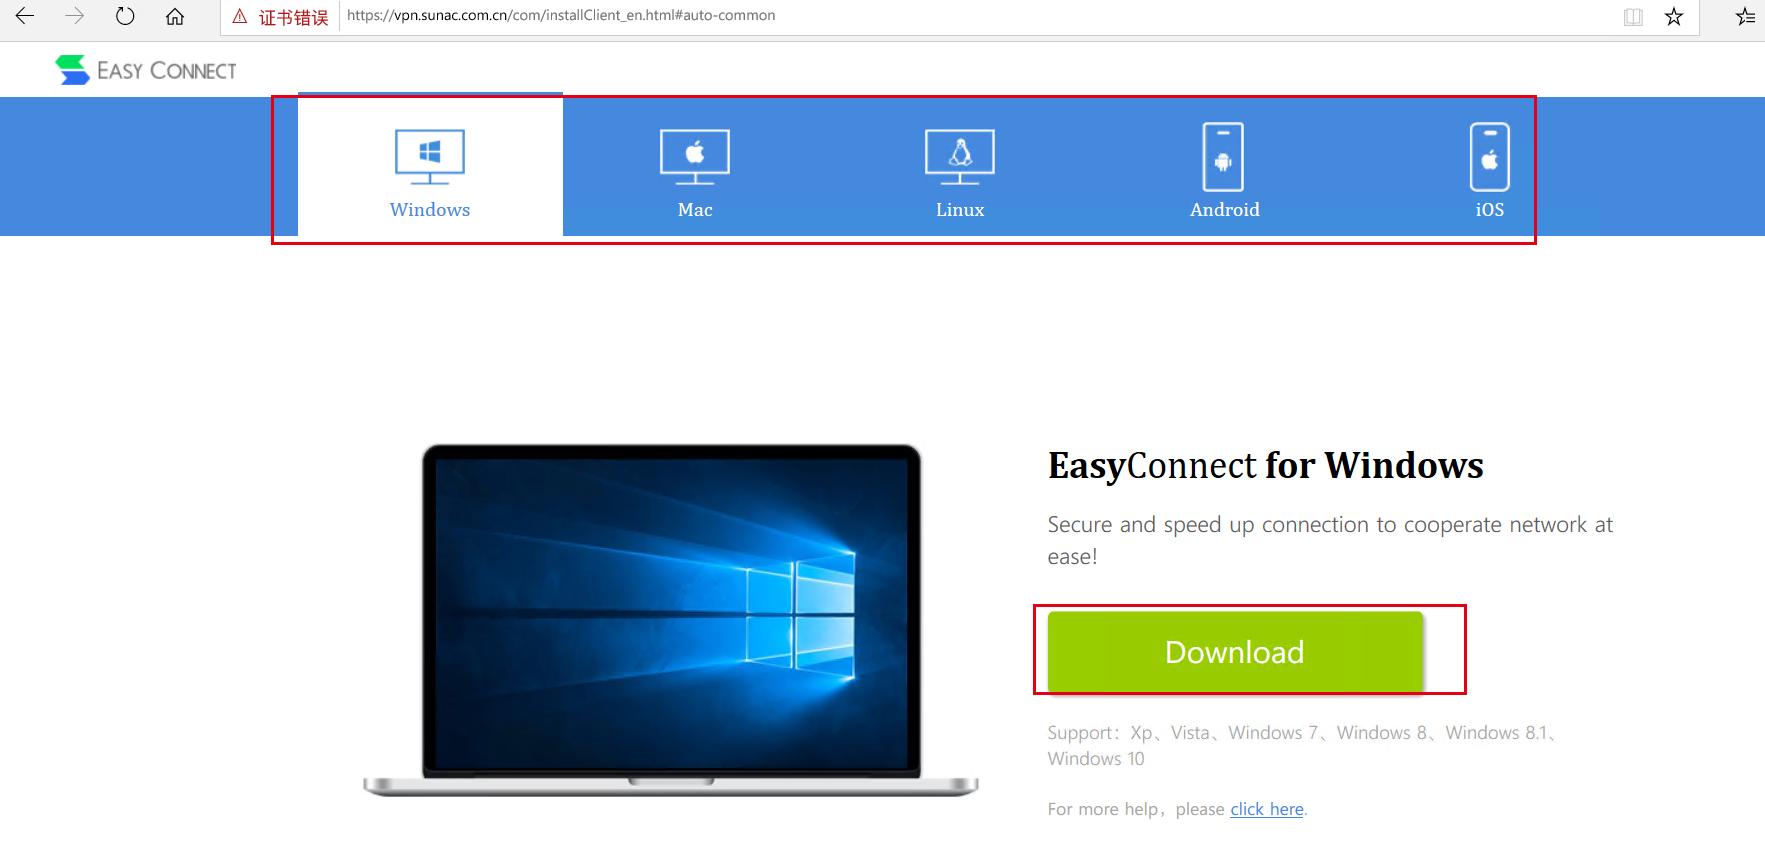 证书错误 https://vpn.sunac.com.cn/com/installClient_en.html#auto-common
EASY CONNECT
Windows Mac Linux Android iOS
EasyConnect for Windows
Secure and speed up connection to cooperate network at
ease!
Download
Support：Xp、Vista、Windows 7、Windows 8、Windows 8.1、
Windows 10
For more help，please click here.